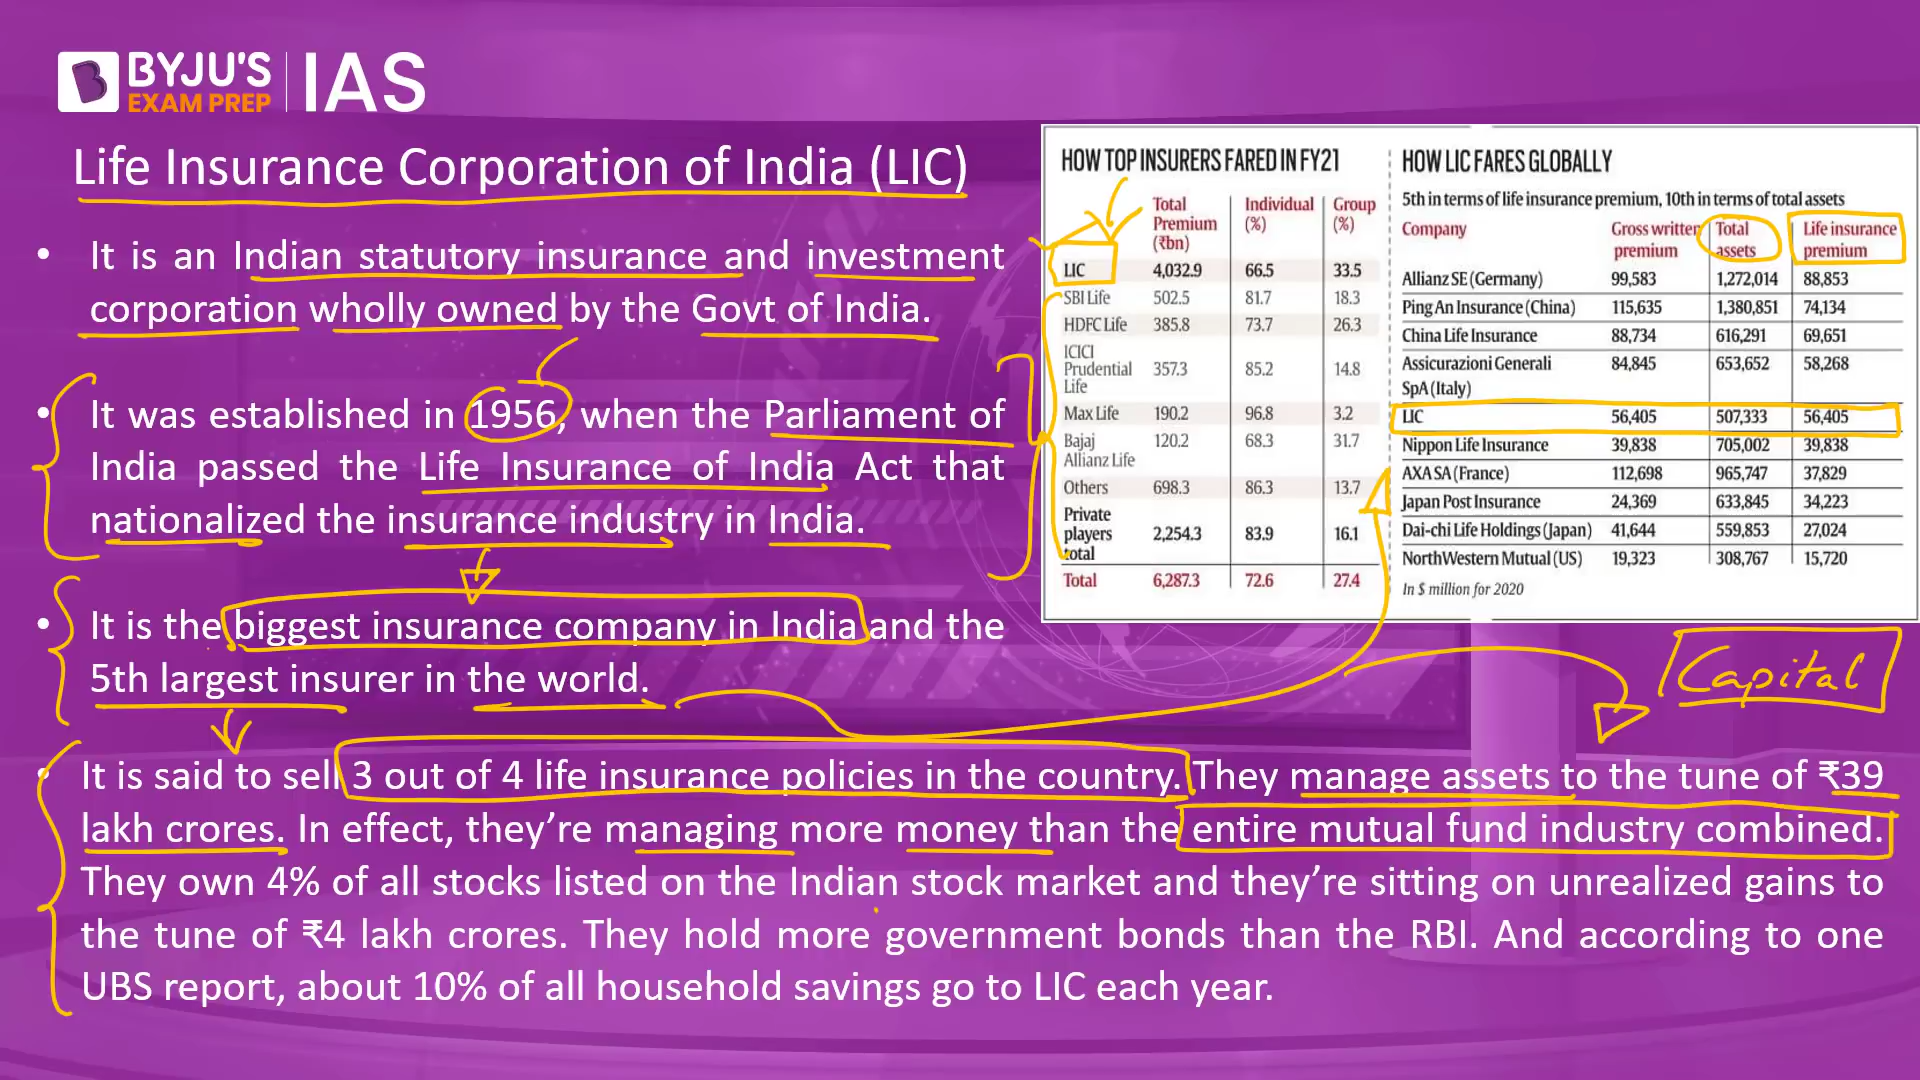 BYJU'S
EXAM PREP
IAS
Life Insurance Corporation of India (LIC)
• It is an Indian statutory insurance and investment
corporation wholly owned by the Govt of India.
• It was established in 1956, when the Parliament of
India passed the Life Insurance of India Act that
nationalized the insurance industry in India.
• It is the biggest insurance company in India and the
5th largest insurer in the world.
• It is said to sell 3 out of 4 life insurance policies in the country. They manage assets to the tune of ₹39
lakh crores. In effect, they’re managing more money than the entire mutual fund industry combined.
They own 4% of all stocks listed on the Indian stock market and they’re sitting on unrealized gains to
the tune of ₹4 lakh crores. They hold more government bonds than the RBI. And according to one
UBS report, about 10% of all household savings go to LIC each year.
HOW TOP INSURERS FARED IN FY21
Total Premium (₹bn) Individual (%) Group (%)
LIC 4,032.9 66.5 33.5
SBI Life 502.5 81.7 18.3
HDFC Life 385.8 73.7 26.3
ICICI Prudential Life 357.3 85.2 14.8
Max Life 190.2 96.8 3.2
Bajaj Allianz Life 120.2 68.3 31.7
Others 698.3 86.3 13.7
Private players total 2,254.3 83.9 16.1
Total 6,287.3 72.6 27.4
HOW LIC FARES GLOBALLY
5th in terms of life insurance premium, 10th in terms of total assets
Company Gross written premium Total assets Life insurance premium
Allianz SE (Germany) 99,583 1,272,014 88,853
Ping An Insurance (China) 115,635 1,380,851 74,134
China Life Insurance 88,734 616,291 69,651
Assicurazioni Generali SpA (Italy) 84,845 653,652 58,268
LIC 56,405 507,333 56,405
Nippon Life Insurance 39,838 705,002 39,838
AXA SA (France) 112,698 965,747 37,829
Japan Post Insurance 24,369 633,845 34,223
Dai-chi Life Holdings (Japan) 41,644 559,853 27,024
NorthWestern Mutual (US) 19,323 308,767 15,720
In $ million for 2020
Capital